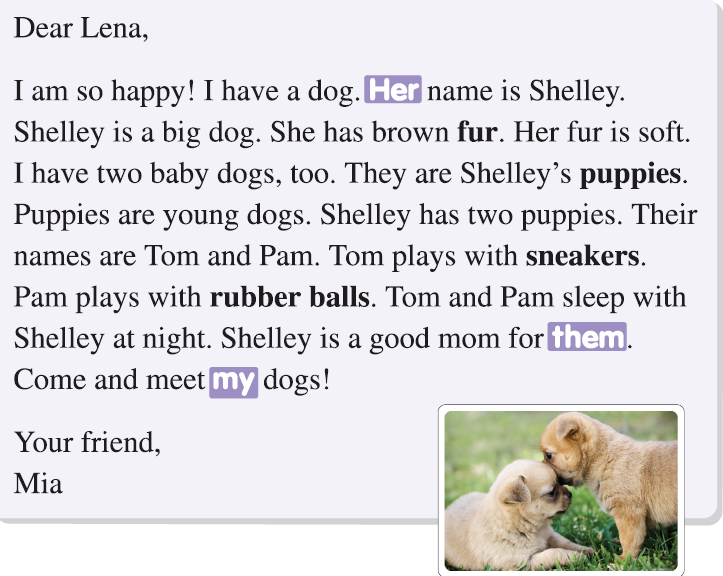 Dear Lena,
I am so happy! I have a dog. Her name is Shelley.
Shelley is a big dog. She has brown fur. Her fur is soft.
I have two baby dogs, too. They are Shelley’s puppies.
Puppies are young dogs. Shelley has two puppies. Their
names are Tom and Pam. Tom plays with sneakers.
Pam plays with rubber balls. Tom and Pam sleep with
Shelley at night. Shelley is a good mom for them.
Come and meet my dogs!
Your friend,
Mia